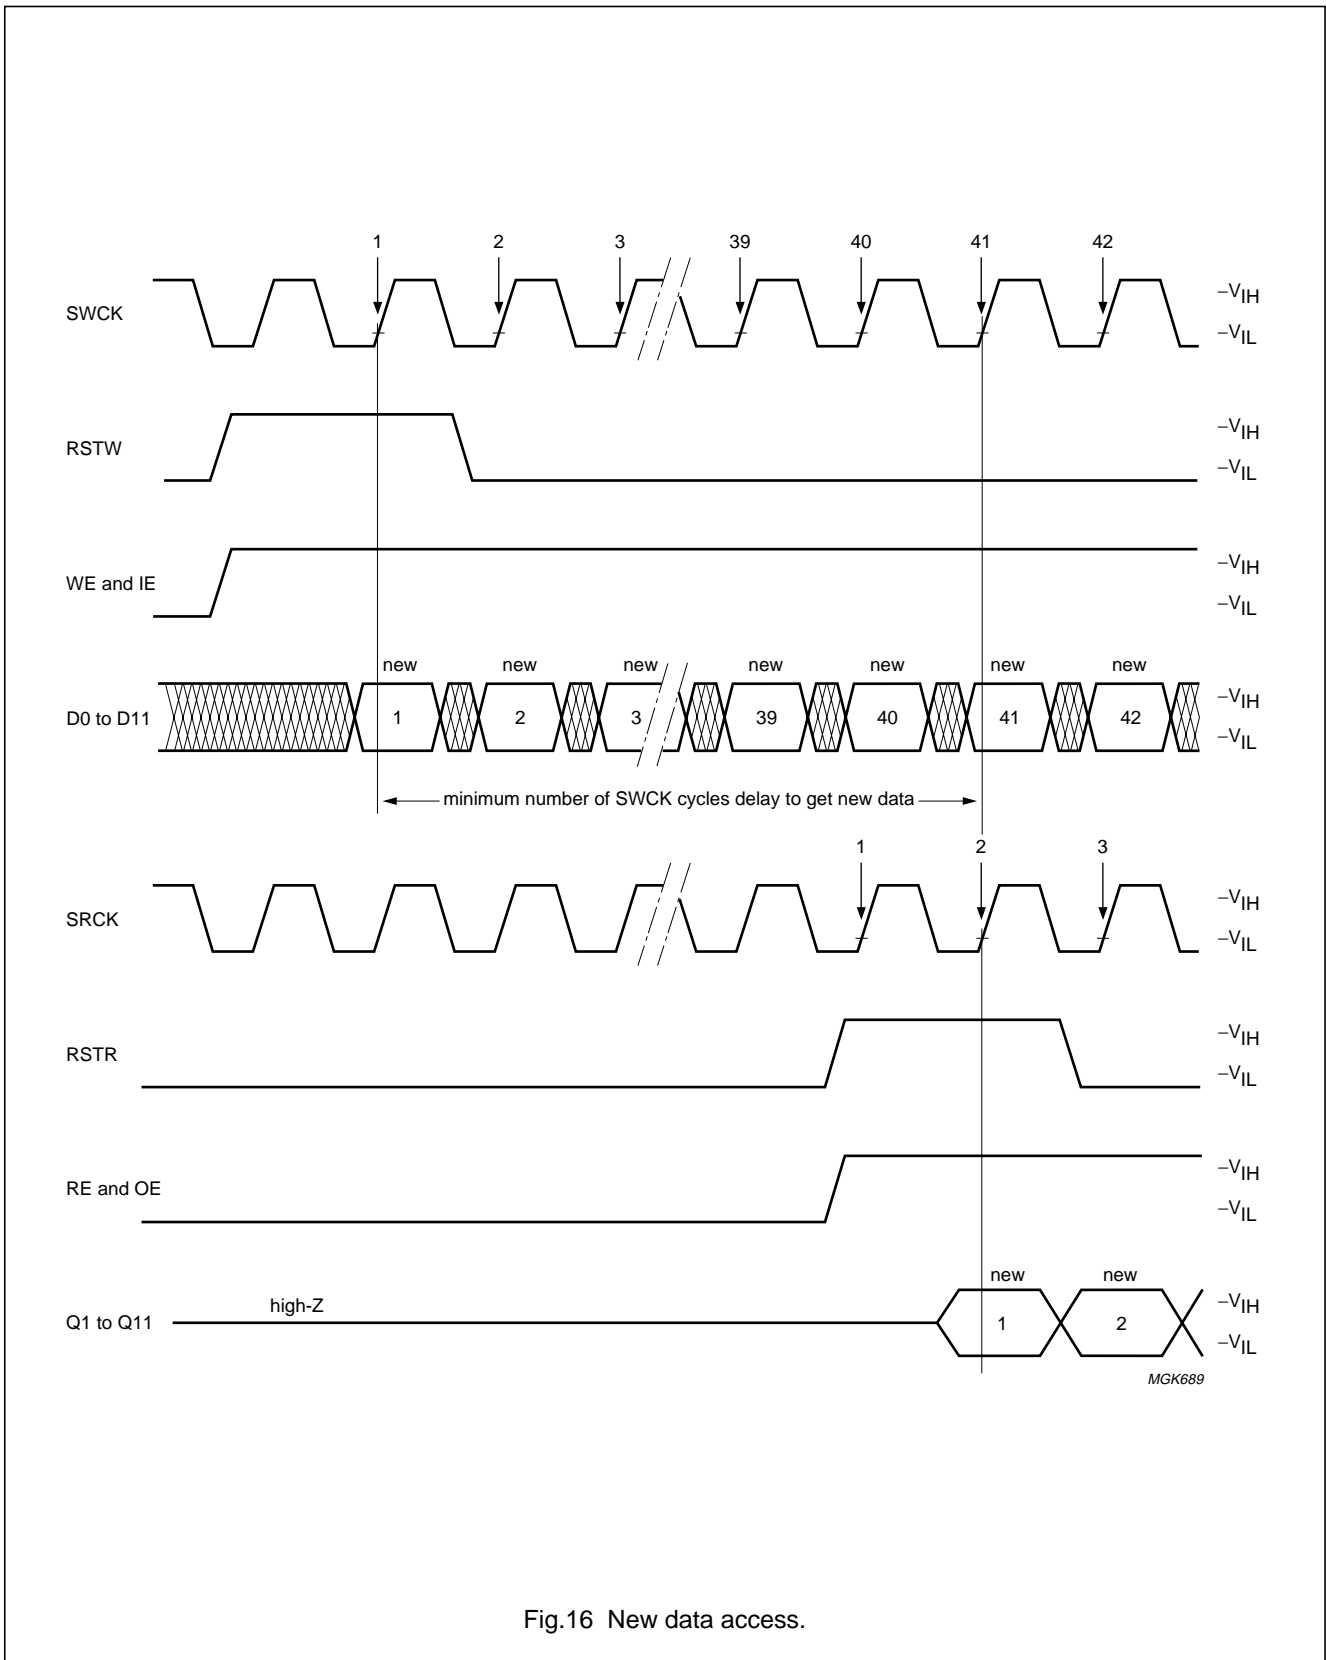 1 2 3 39 40 41 42
SWCK
–VIH
–VIL
RSTW
–VIH
–VIL
WE and IE
–VIH
–VIL
new new new new new new new
D0 to D11
1 2 3 39 40 41 42
–VIH
–VIL
minimum number of SWCK cycles delay to get new data
1 2 3
SRCK
–VIH
–VIL
RSTR
–VIH
–VIL
RE and OE
–VIH
–VIL
new new
high-Z
Q1 to Q11
1 2
–VIH
–VIL
MGK689
Fig.16 New data access.